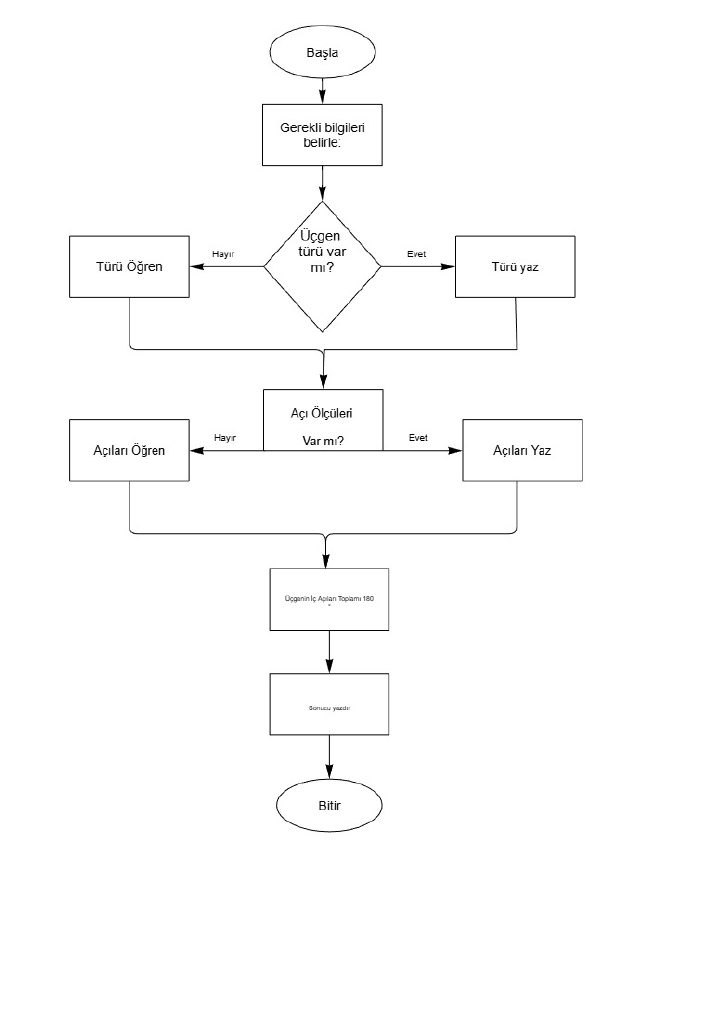 Başla
Gerekli bilgileri
belirle:
Üçgen
türü var
mı?
Hayır
Evet
Türü Öğren
Türü yaz
Açı Ölçüleri
Var mı?
Hayır
Evet
Açıları Öğren
Açıları Yaz
Üçgenin İç Açıları Toplamı 180
°
Sonucu yazdır
Bitir